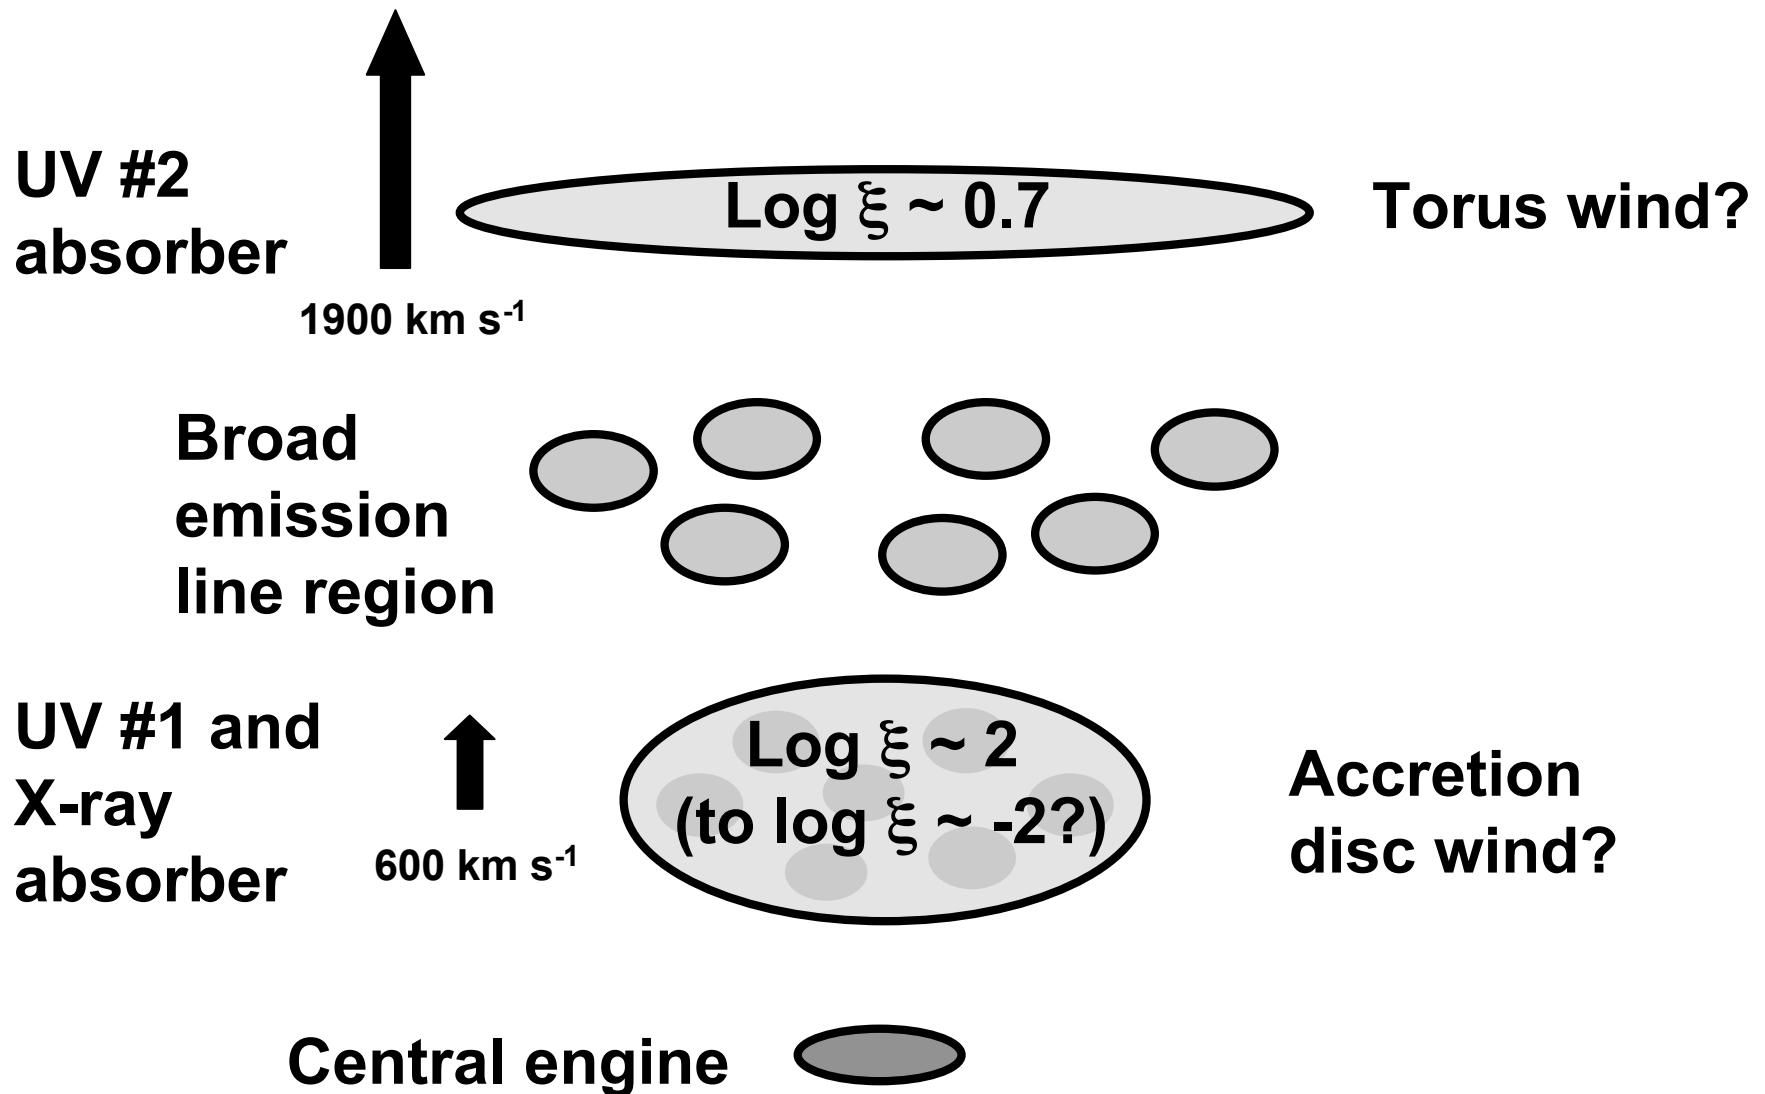 UV #2
absorber
Log ξ ~ 0.7
Torus wind?
1900 km s-1
Broad
emission
line region
UV #1 and
X-ray
absorber
600 km s-1
Log ξ ~ 2
(to log ξ ~ -2?)
Accretion
disc wind?
Central engine